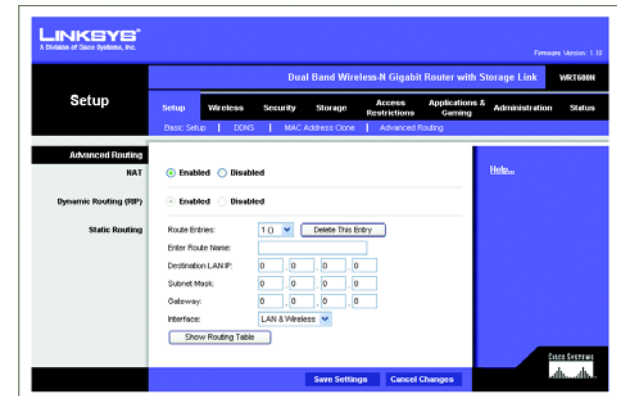 LINKSYS®
A Division of Cisco Systems, Inc.
Firmware Version: 1.10
Dual Band Wireless-N Gigabit Router with Storage Link WRT600N
Setup
Setup Wireless Security Storage Access Restrictions Applications & Gaming Administration Status
Basic Setup | DDNS | MAC Address Clone | Advanced Routing
Advanced Routing
NAT Enabled Disabled
Help...
Dynamic Routing (RIP) Enabled Disabled
Static Routing Route Entries: 1 () Delete This Entry
Enter Route Name:
Destination LAN IP: 0 . 0 . 0 . 0
Subnet Mask: 0 . 0 . 0 . 0
Gateway: 0 . 0 . 0 . 0
Interface: LAN & Wireless
Show Routing Table
Cisco Systems
Save Settings Cancel Changes